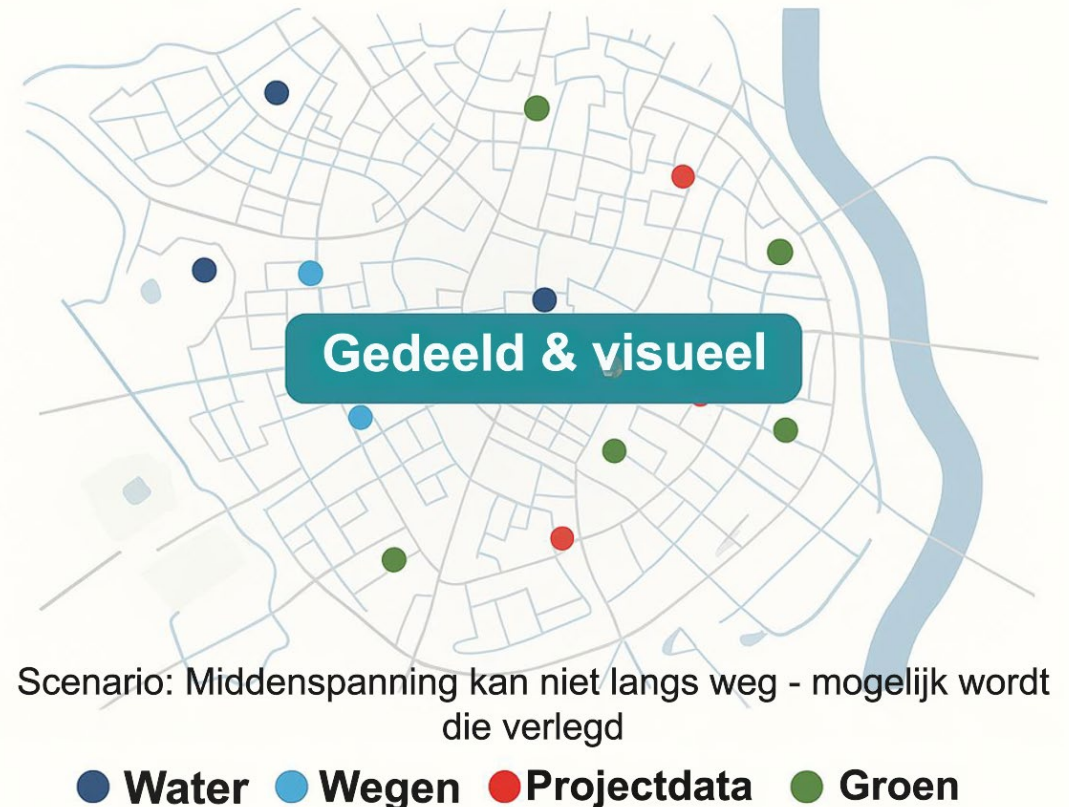 Gedeeld & visueel
Scenario: Middenspanning kan niet langs weg - mogelijk wordt
die verlegd
Water Wegen Projectdata Groen